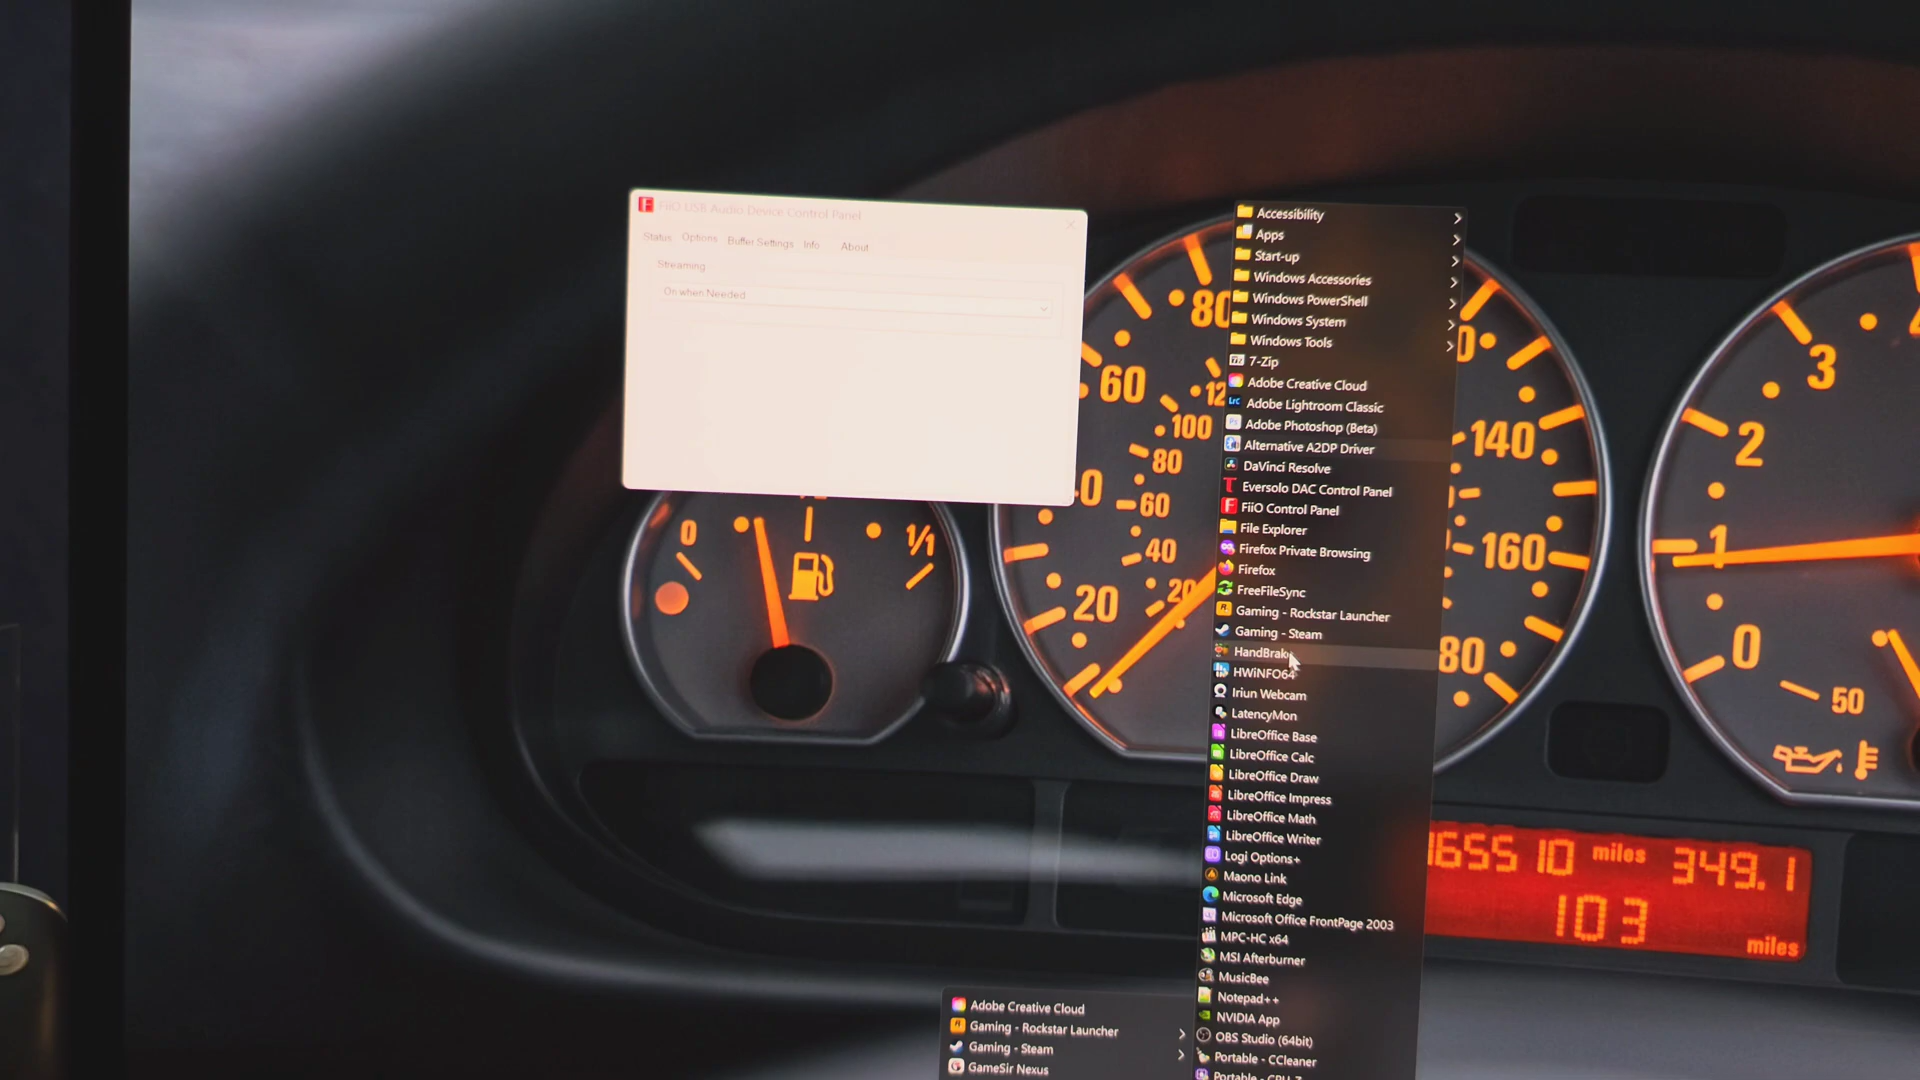 FiiO USB Audio Device Control Panel
Status Options Buffer Settings Info About
Streaming
On when Needed
Accessibility
Apps
Start-up
Windows Accessories
Windows PowerShell
Windows System
Windows Tools
7-Zip
Adobe Creative Cloud
Adobe Lightroom Classic
Adobe Photoshop (Beta)
Alternative A2DP Driver
DaVinci Resolve
Eversolo DAC Control Panel
FiiO Control Panel
File Explorer
Firefox Private Browsing
Firefox
FreeFileSync
Gaming - Rockstar Launcher
Gaming - Steam
HandBrake
HWiNFO64
Iriun Webcam
LatencyMon
LibreOffice Base
LibreOffice Calc
LibreOffice Draw
LibreOffice Impress
LibreOffice Math
LibreOffice Writer
Logi Options+
Maono Link
Microsoft Edge
Microsoft Office FrontPage 2003
MPC-HC x64
MSI Afterburner
MusicBee
Notepad++
NVIDIA App
OBS Studio (64bit)
Portable - CCleaner
Adobe Creative Cloud
Gaming - Rockstar Launcher
Gaming - Steam
GameSir Nexus
0
1/1
20
60
80
140
160
20
40
60
80
100
0
1
2
3
50
165510 miles 349.1
103 miles